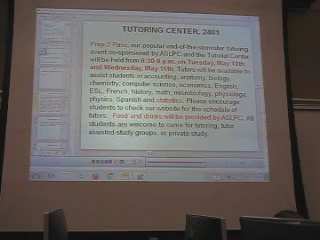 TUTORING CENTER, 2401
Prep 2 Pass, our popular end-of-the-semester tutoring
event co-sponsored by ASLPC and the Tutorial Center
will be held from 6:30-9 p.m. on Tuesday, May 10th
and Wednesday, May 11th. Tutors will be available to
assist students in accounting, anatomy, biology,
chemistry, computer science, economics, English,
ESL, French, history, math, microbiology, physiology,
physics, Spanish and statistics. Please encourage
students to check our website for the schedule of
tutors. Food and drinks will be provided by ASLPC. All
students are welcome to come for tutoring, tutor
assisted study groups, or private study.